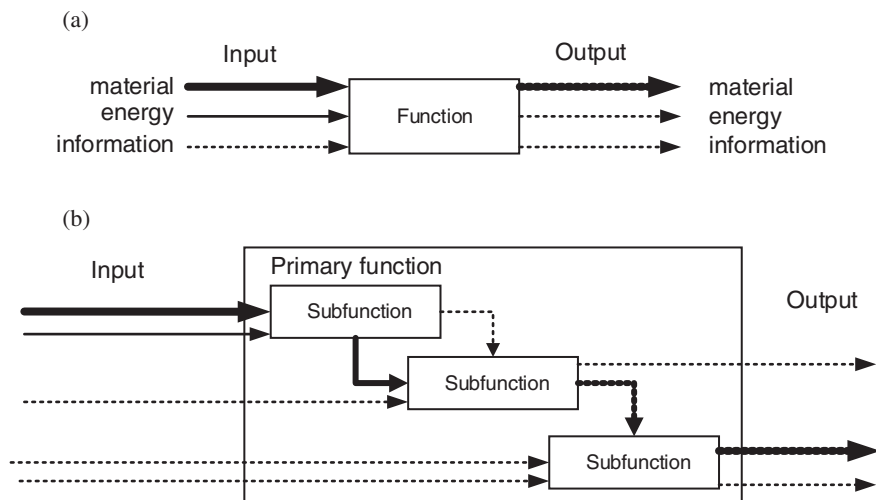 (a)
Input
Output
material
energy
information
Function
material
energy
information
(b)
Input
Primary function
Output
Subfunction
Subfunction
Subfunction